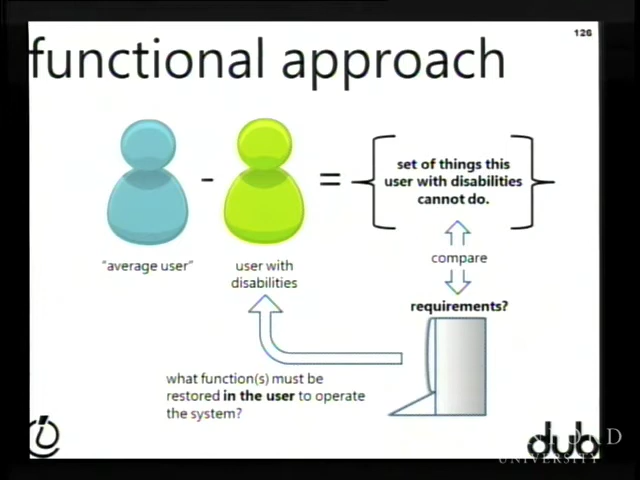 126
functional approach
-
=
set of things this
user with disabilities
cannot do.
"average user"
user with
disabilities
compare
requirements?
what function(s) must be
restored in the user to operate
the system?
dub
UNIVERSITY